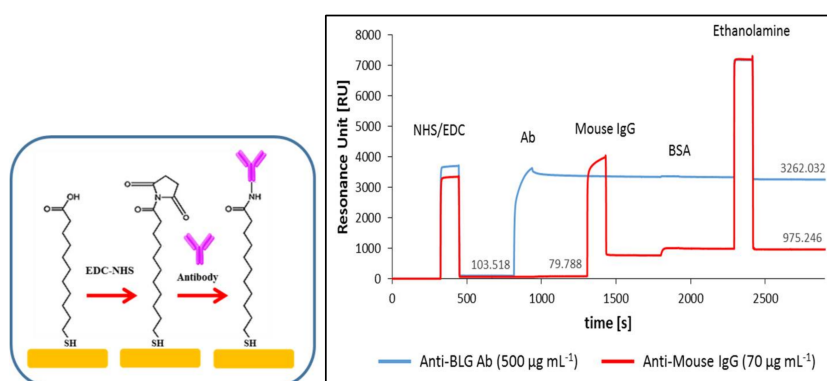 OH
O
O
N
O
O
NH
O
EDC-NHS
Antibody
SH
SH
SH
Ethanolamine
8000
7000
6000
5000
4000
3000
2000
1000
0
Resonance Unit [RU]
NHS/EDC
Ab
Mouse IgG
BSA
3262.032
975.246
103.518
79.788
0
500
1000
1500
2000
2500
time [s]
Anti-BLG Ab (500 µg mL⁻¹)
Anti-Mouse IgG (70 µg mL⁻¹)